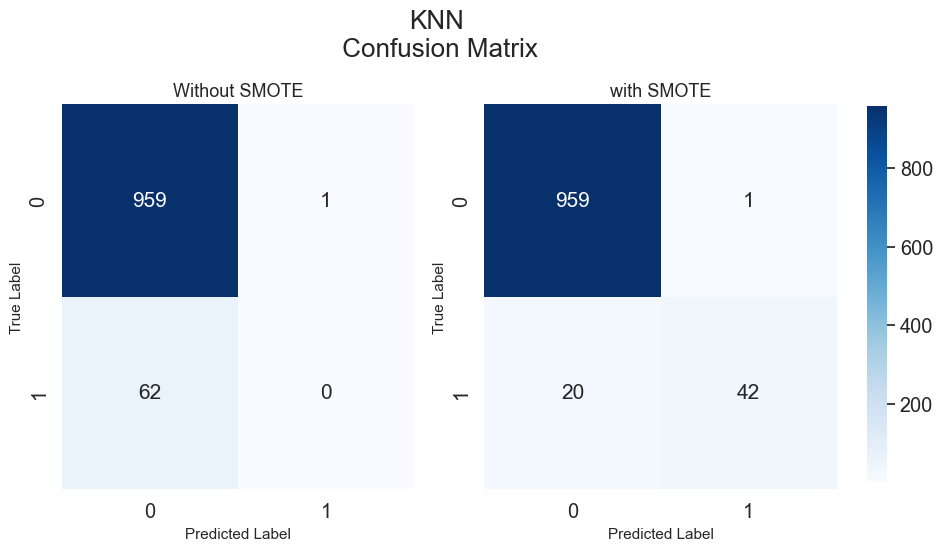 KNN
Confusion Matrix
Without SMOTE
with SMOTE
0
959
1
0
959
1
800
600
400
200
True Label
True Label
1
62
0
1
20
42
0
1
0
1
Predicted Label
Predicted Label